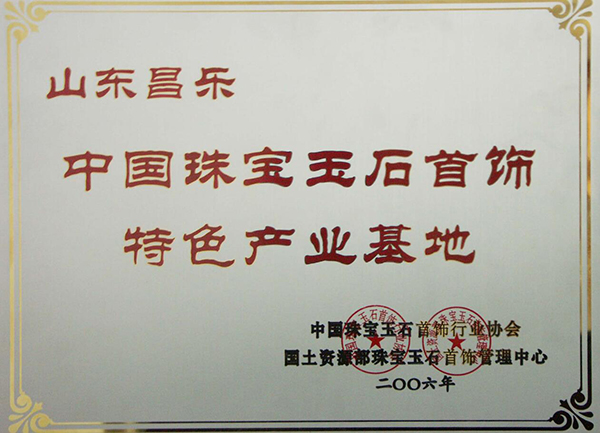 山东昌乐
中国珠宝玉石首饰
特色产业基地
中国珠宝玉石首饰行业协会
国土资源部珠宝玉石首饰管理中心
二〇〇六年